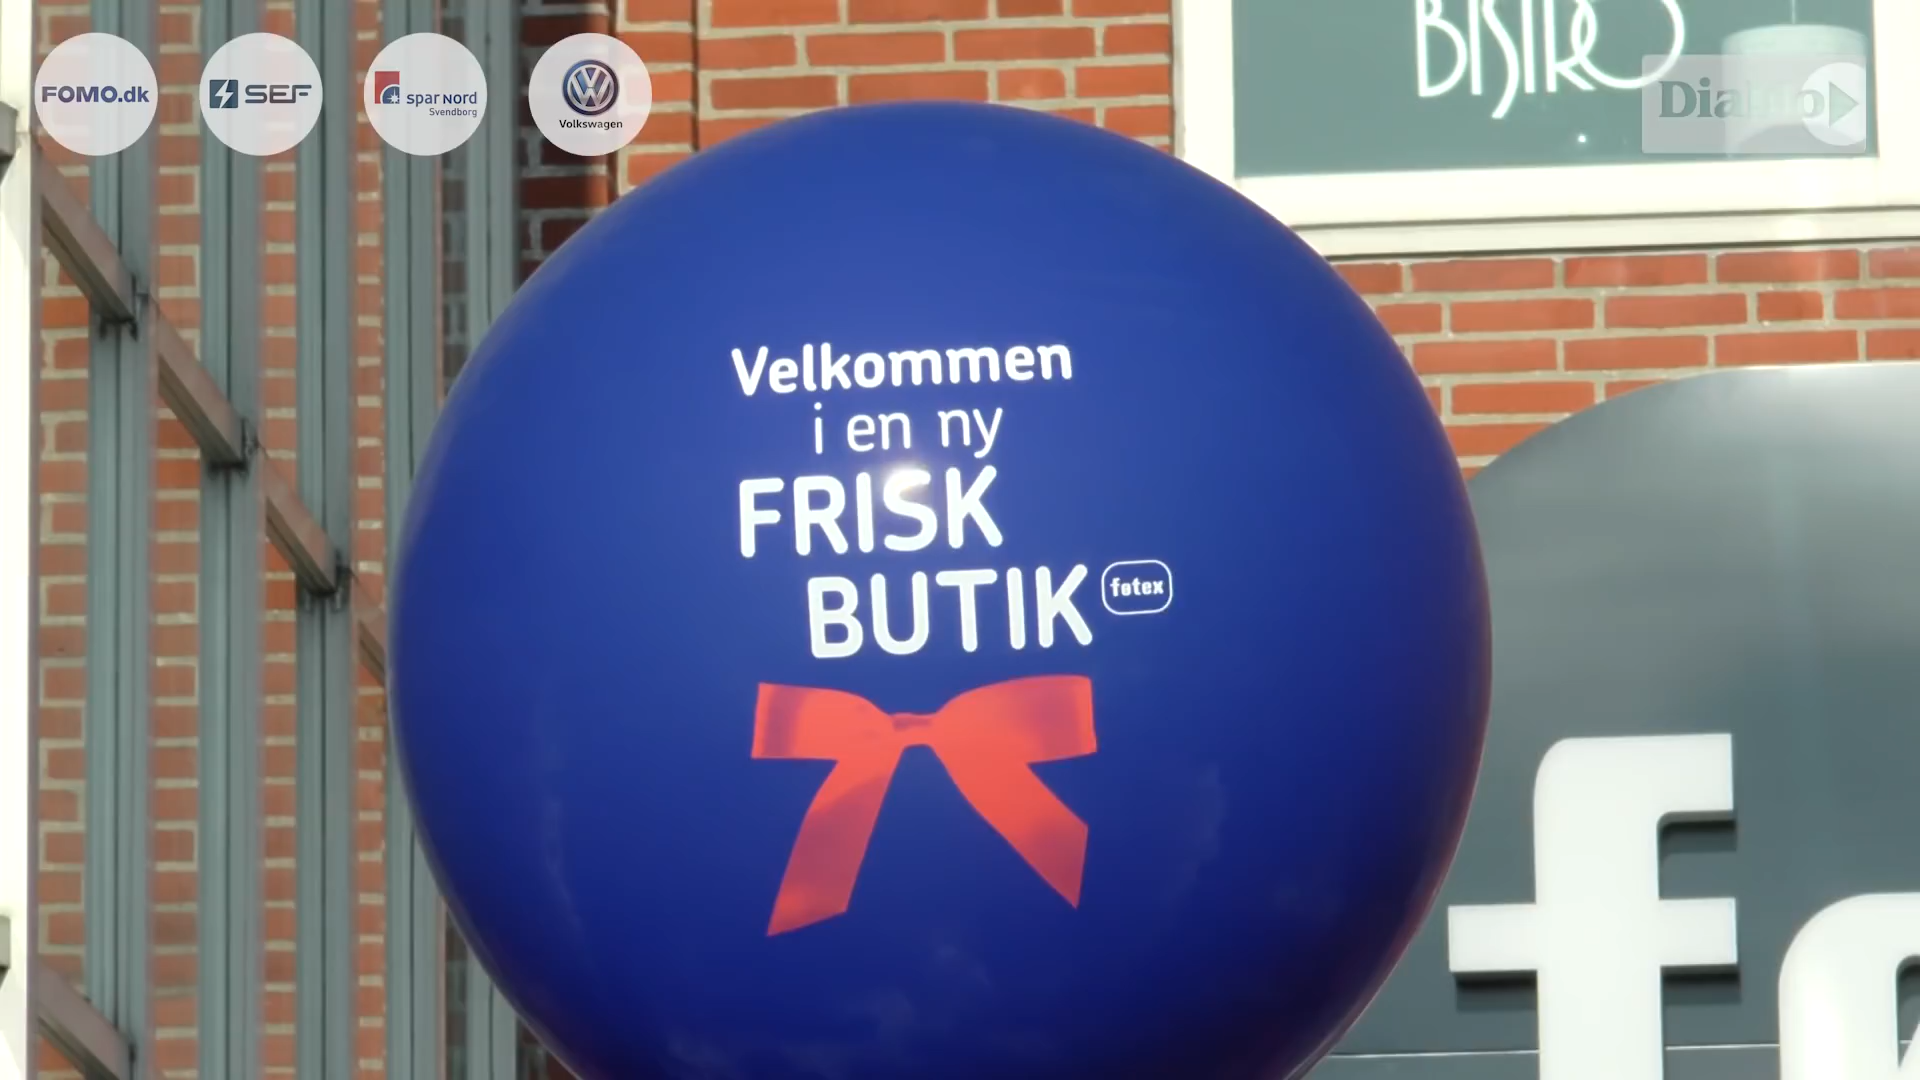 FOMO.dk
SEF
SPAR NORD
Svendborg
Volkswagen
BISTRO
Velkommen
i en ny
FRISK
BUTIK
føtex